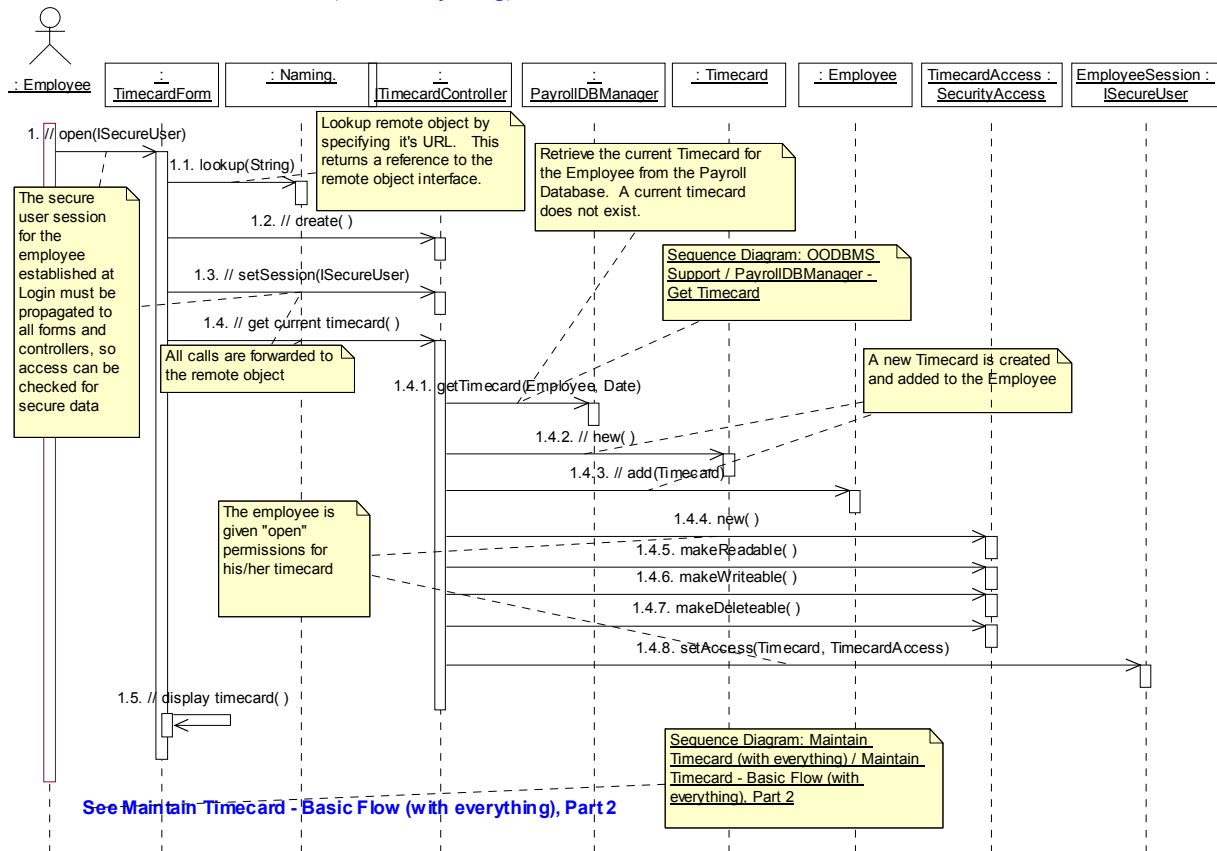 : Employee
:
TimecardForm
: Naming.
:
ITimecardController
:
PayrollDBManager
: Timecard
: Employee
TimecardAccess :
SecurityAccess
EmployeeSession :
ISecureUser
1. // open(ISecureUser)
1.1. lookup(String)
Lookup remote object by
specifying it's URL. This
returns a reference to the
remote object interface.
Retrieve the current Timecard for
the Employee from the Payroll
Database. A current timecard
does not exist.
The secure
user session
for the
employee
established at
Login must be
propagated to
all forms and
controllers, so
access can be
checked for
secure data
1.2. // create( )
1.3. // setSession(ISecureUser)
Sequence Diagram: OODBMS
Support / PayrollDBManager -
Get Timecard
1.4. // get current timecard( )
All calls are forwarded to
the remote object
A new Timecard is created
and added to the Employee
1.4.1. getTimecard(Employee, Date)
1.4.2. // new( )
1.4.3. // add(Timecard)
The employee is
given "open"
permissions for
his/her timecard
1.4.4. new( )
1.4.5. makeReadable( )
1.4.6. makeWriteable( )
1.4.7. makeDeleteable( )
1.4.8. setAccess(Timecard, TimecardAccess)
1.5. // display timecard( )
Sequence Diagram: Maintain
Timecard (with everything) / Maintain
Timecard - Basic Flow (with
everything), Part 2
See Maintain Timecard - Basic Flow (with everything), Part 2